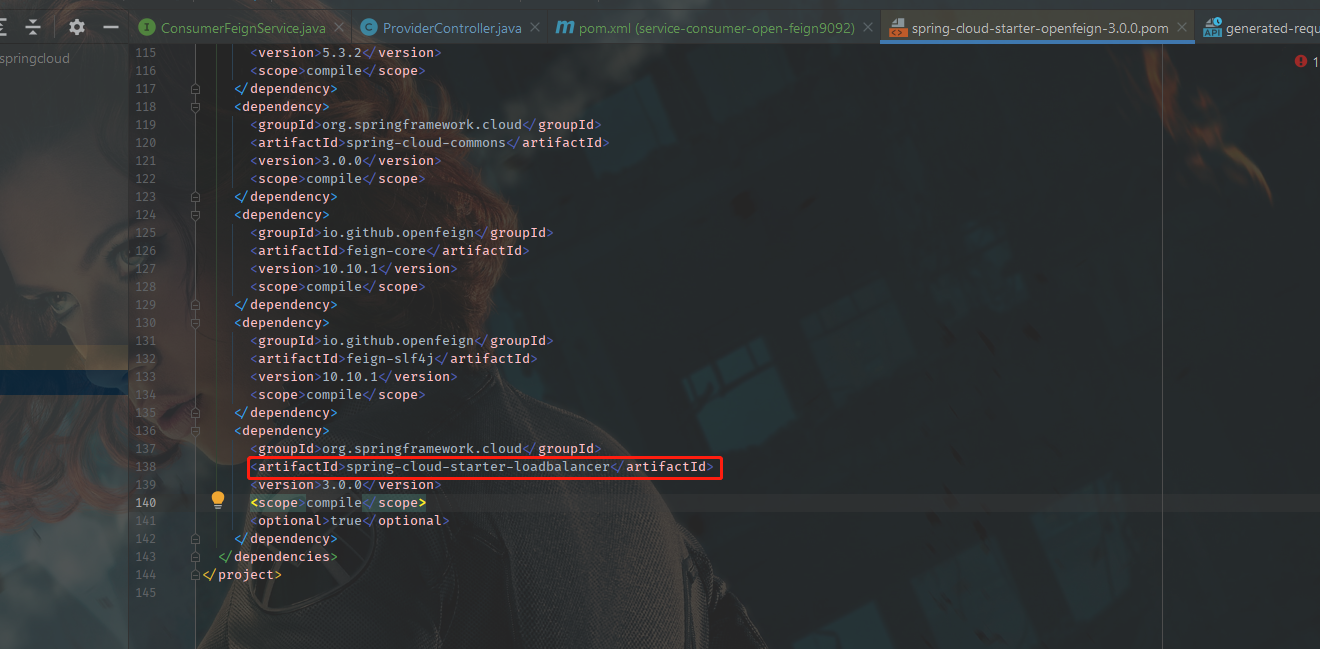 ConsumerFeignService.java
ProviderController.java
pom.xml (service-consumer-open-feign9092)
spring-cloud-starter-openfeign-3.0.0.pom
generated-requ
springcloud
1
115 <version>5.3.2</version>
116 <scope>compile</scope>
117 </dependency>
118 <dependency>
119 <groupId>org.springframework.cloud</groupId>
120 <artifactId>spring-cloud-commons</artifactId>
121 <version>3.0.0</version>
122 <scope>compile</scope>
123 </dependency>
124 <dependency>
125 <groupId>io.github.openfeign</groupId>
126 <artifactId>feign-core</artifactId>
127 <version>10.10.1</version>
128 <scope>compile</scope>
129 </dependency>
130 <dependency>
131 <groupId>io.github.openfeign</groupId>
132 <artifactId>feign-slf4j</artifactId>
133 <version>10.10.1</version>
134 <scope>compile</scope>
135 </dependency>
136 <dependency>
137 <groupId>org.springframework.cloud</groupId>
138 <artifactId>spring-cloud-starter-loadbalancer</artifactId>
139 <version>3.0.0</version>
140 <scope>compile</scope>
141 <optional>true</optional>
142 </dependency>
143 </dependencies>
144 </project>
145